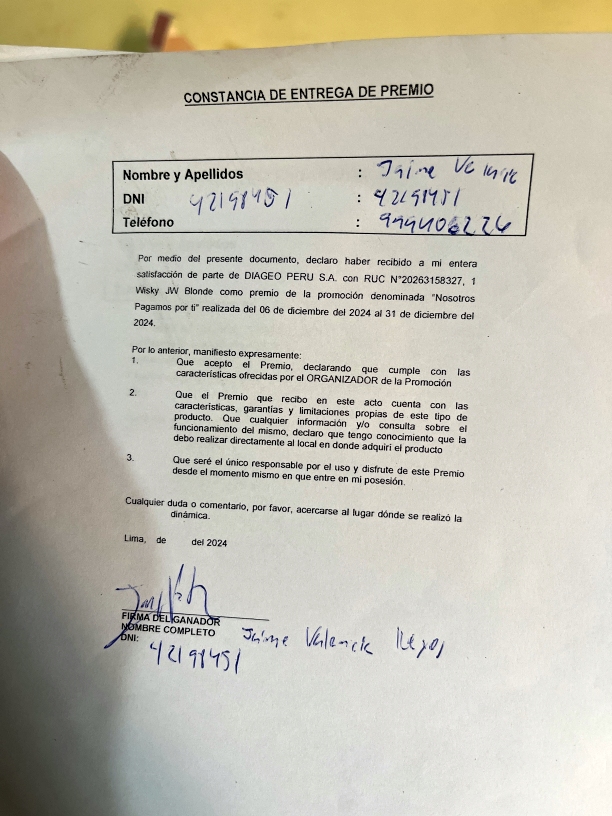 CONSTANCIA DE ENTREGA DE PREMIO
Nombre y Apellidos : Jaime
DNI 42198451 : 42198451
Teléfono :
Por medio del presente documento, declaro haber recibido a mi entera
satisfacción de parte de DIAGEO PERU S.A. con RUC N°20263158327, 1
Wisky JW Blonde como premio de la promoción denominada "Nosotros
Pagamos por ti" realizada del 06 de diciembre del 2024 al 31 de diciembre del
2024.
Por lo anterior, manifiesto expresamente:
1. Que acepto el Premio, declarando que cumple con las
características ofrecidas por el ORGANIZADOR de la Promoción
2. Que el Premio que recibo en este acto cuenta con las
características, garantías y limitaciones propias de este tipo de
producto. Que cualquier información y/o consulta sobre el
funcionamiento del mismo, declaro que tengo conocimiento que la
debo realizar directamente al local en donde adquirí el producto
3. Que seré el único responsable por el uso y disfrute de este Premio
desde el momento mismo en que entre en mi posesión.
Cualquier duda o comentario, por favor, acercarse al lugar dónde se realizó la
dinámica.
Lima, de del 2024
FIRMA DEL GANADOR
NOMBRE COMPLETO Jaime Valencia
DNI:
42198451